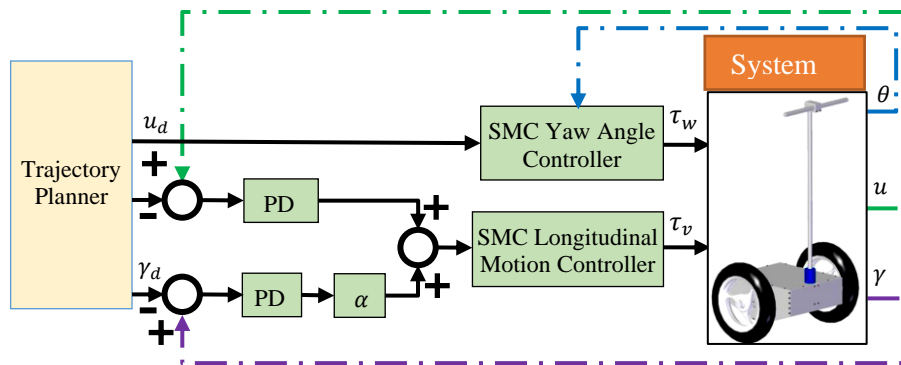 System
θ
u_d
τ_w
SMC Yaw Angle
Controller
+
Trajectory
Planner
−
PD
+
u
τ_v
SMC Longitudinal
Motion Controller
γ_d
γ
−
PD
α
+
+